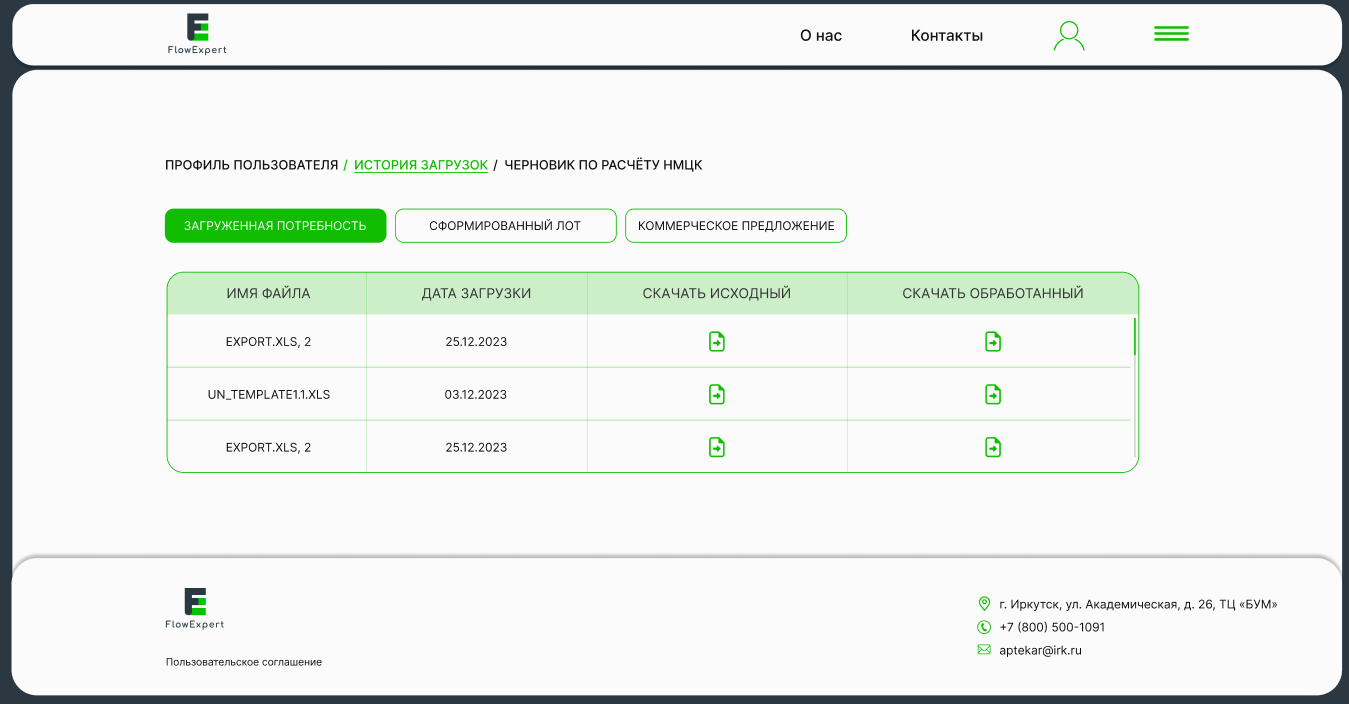 FlowExpert
О нас
Контакты
ПРОФИЛЬ ПОЛЬЗОВАТЕЛЯ / ИСТОРИЯ ЗАГРУЗОК / ЧЕРНОВИК ПО РАСЧЁТУ НМЦК
ЗАГРУЖЕННАЯ ПОТРЕБНОСТЬ
СФОРМИРОВАННЫЙ ЛОТ
КОММЕРЧЕСКОЕ ПРЕДЛОЖЕНИЕ
ИМЯ ФАЙЛА
ДАТА ЗАГРУЗКИ
СКАЧАТЬ ИСХОДНЫЙ
СКАЧАТЬ ОБРАБОТАННЫЙ
EXPORT.XLS, 2
25.12.2023
UN_TEMPLATE1.1.XLS
03.12.2023
EXPORT.XLS, 2
25.12.2023
FlowExpert
Пользовательское соглашение
г. Иркутск, ул. Академическая, д. 26, ТЦ «БУМ»
+7 (800) 500-1091
aptekar@irk.ru